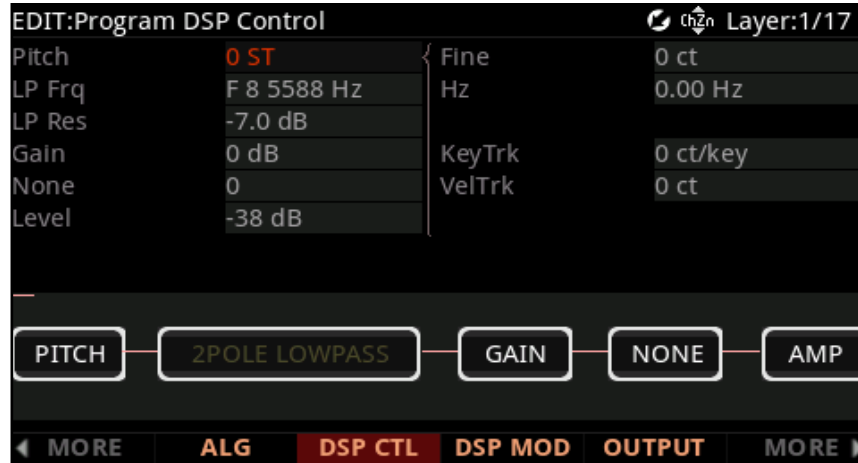 EDIT:Program DSP Control ChZn Layer:1/17
Pitch 0 ST Fine 0 ct
LP Frq F 8 5588 Hz Hz 0.00 Hz
LP Res -7.0 dB
Gain 0 dB KeyTrk 0 ct/key
None 0 VelTrk 0 ct
Level -38 dB
PITCH 2POLE LOWPASS GAIN NONE AMP
MORE ALG DSP CTL DSP MOD OUTPUT MORE